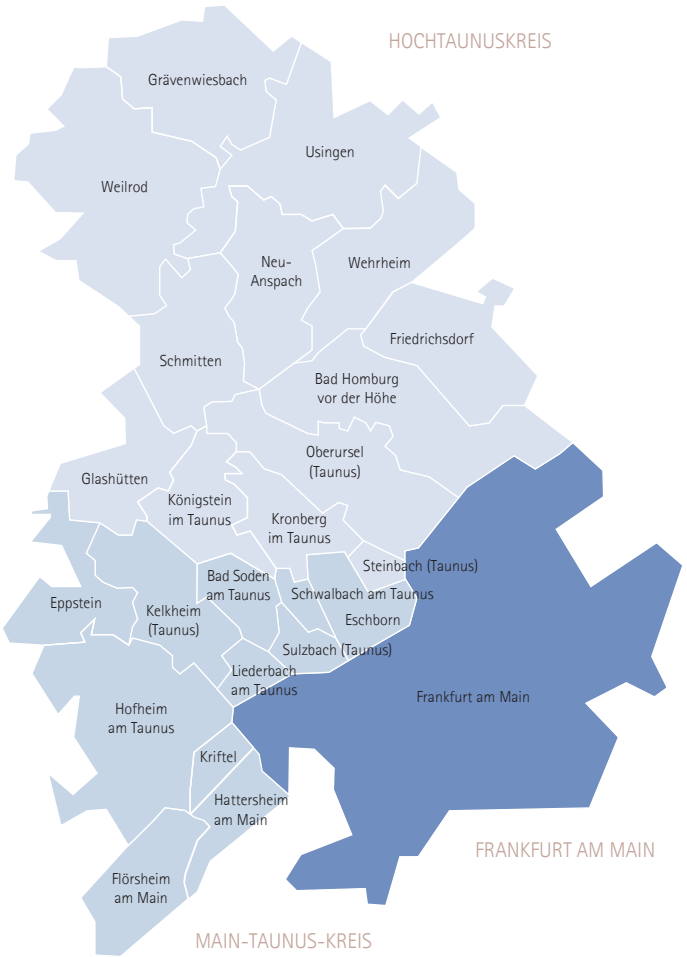 HOCHTAUNUSKREIS
Grävenwiesbach
Usingen
Weilrod
Neu-
Anspach
Wehrheim
Friedrichsdorf
Schmitten
Bad Homburg
vor der Höhe
Oberursel
(Taunus)
Glashütten
Königstein
im Taunus
Kronberg
im Taunus
Steinbach (Taunus)
Bad Soden
am Taunus
Schwalbach am Taunus
Eppstein
Kelkheim
(Taunus)
Eschborn
Sulzbach (Taunus)
Liederbach
am Taunus
Frankfurt am Main
Hofheim
am Taunus
Kriftel
Hattersheim
am Main
FRANKFURT AM MAIN
Flörsheim
am Main
MAIN-TAUNUS-KREIS